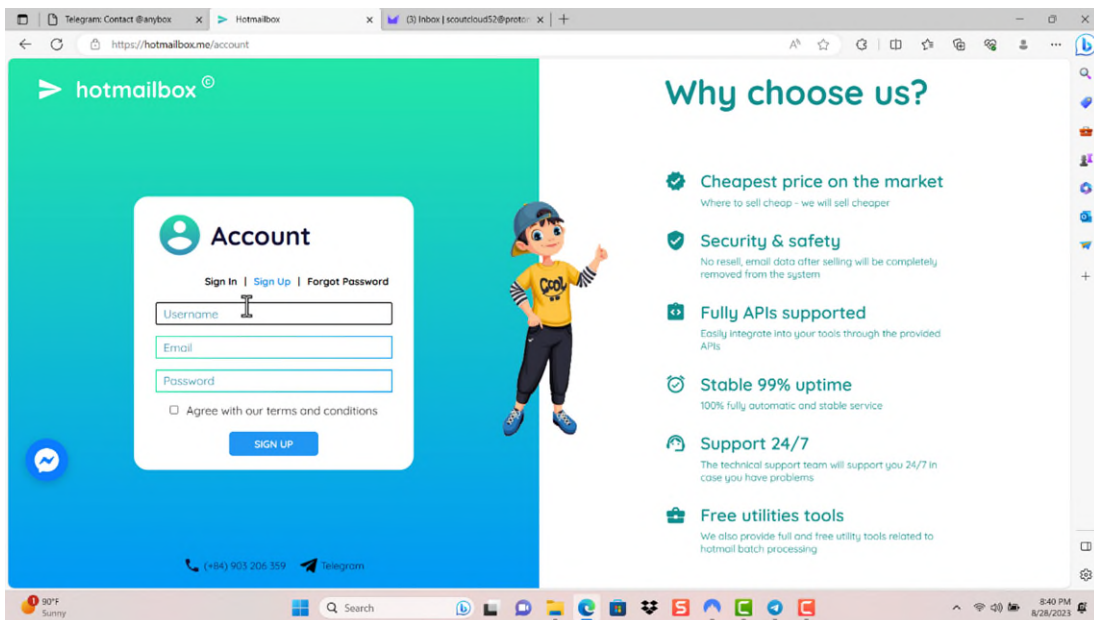 Telegram: Contact @anybox
Hotmailbox
(3) Inbox | scoutcloud52@proton
https://hotmailbox.me/account
hotmailbox ©
Account
Sign In | Sign Up | Forgot Password
Username
Email
Password
Agree with our terms and conditions
SIGN UP
(+84) 903 206 359
Telegram
COOL
Why choose us?
Cheapest price on the market
Where to sell cheap - we will sell cheaper
Security & safety
No resell, email data after selling will be completely
removed from the system
Fully APIs supported
Easily integrate into your tools through the provided
APIs
Stable 99% uptime
100% fully automatic and stable service
Support 24/7
The technical support team will support you 24/7 in
case you have problems
Free utilities tools
We also provide full and free utility tools related to
hotmail batch processing
1
90°F
Sunny
Search
8:40 PM
8/28/2023